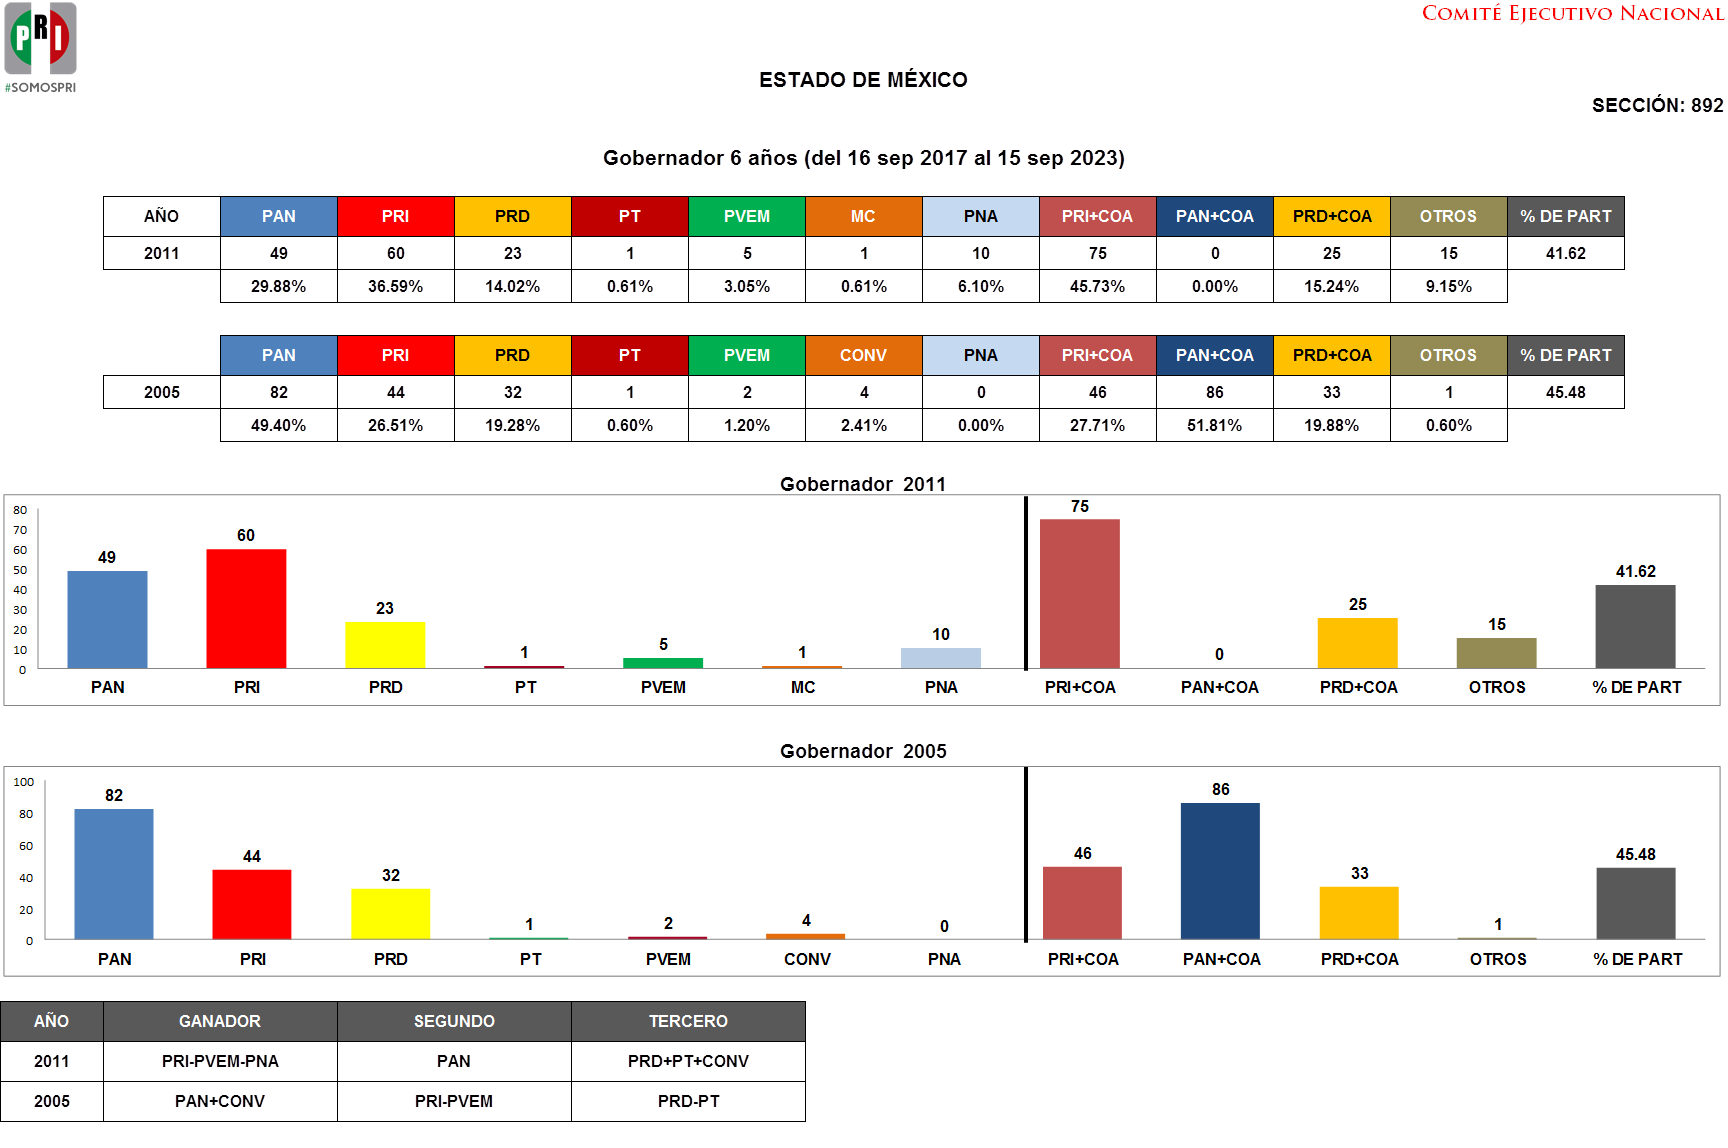 PRI
#SOMOSPRI
COMITÉ EJECUTIVO NACIONAL
ESTADO DE MÉXICO
SECCIÓN: 892
Gobernador 6 años (del 16 sep 2017 al 15 sep 2023)
AÑO PAN PRI PRD PT PVEM MC PNA PRI+COA PAN+COA PRD+COA OTROS % DE PART
2011 49 60 23 1 5 1 10 75 0 25 15 41.62
29.88% 36.59% 14.02% 0.61% 3.05% 0.61% 6.10% 45.73% 0.00% 15.24% 9.15%
PAN PRI PRD PT PVEM CONV PNA PRI+COA PAN+COA PRD+COA OTROS % DE PART
2005 82 44 32 1 2 4 0 46 86 33 1 45.48
49.40% 26.51% 19.28% 0.60% 1.20% 2.41% 0.00% 27.71% 51.81% 19.88% 0.60%
Gobernador 2011
80
70
60
50
40
30
20
10
0
49 60 23 1 5 1 10 75 0 25 15 41.62
PAN PRI PRD PT PVEM MC PNA PRI+COA PAN+COA PRD+COA OTROS % DE PART
Gobernador 2005
100
80
60
40
20
0
82 44 32 1 2 4 0 46 86 33 1 45.48
PAN PRI PRD PT PVEM CONV PNA PRI+COA PAN+COA PRD+COA OTROS % DE PART
AÑO GANADOR SEGUNDO TERCERO
2011 PRI-PVEM-PNA PAN PRD+PT+CONV
2005 PAN+CONV PRI-PVEM PRD-PT